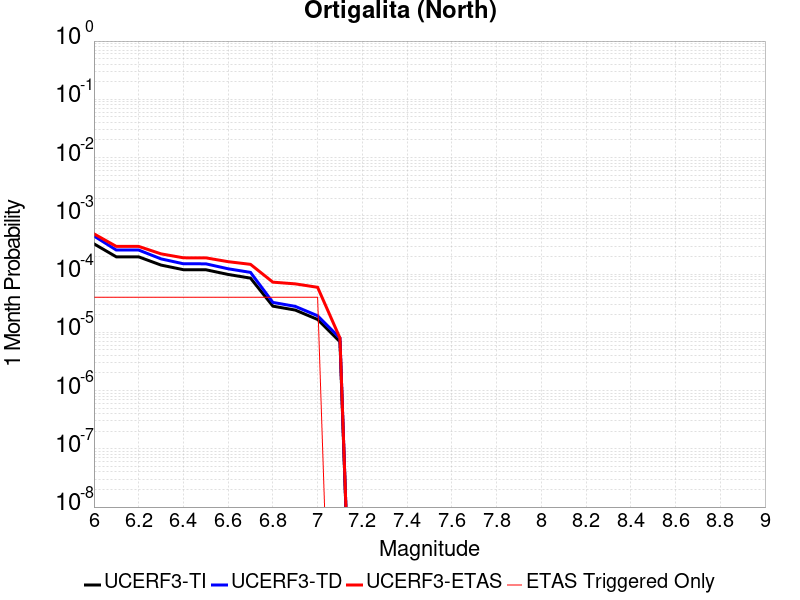 Ortigalita (North)
10^0
10^-1
10^-2
10^-3
10^-4
10^-5
10^-6
10^-7
10^-8
1 Month Probability
6 6.2 6.4 6.6 6.8 7 7.2 7.4 7.6 7.8 8 8.2 8.4 8.6 8.8 9
Magnitude
UCERF3-TI UCERF3-TD UCERF3-ETAS ETAS Triggered Only